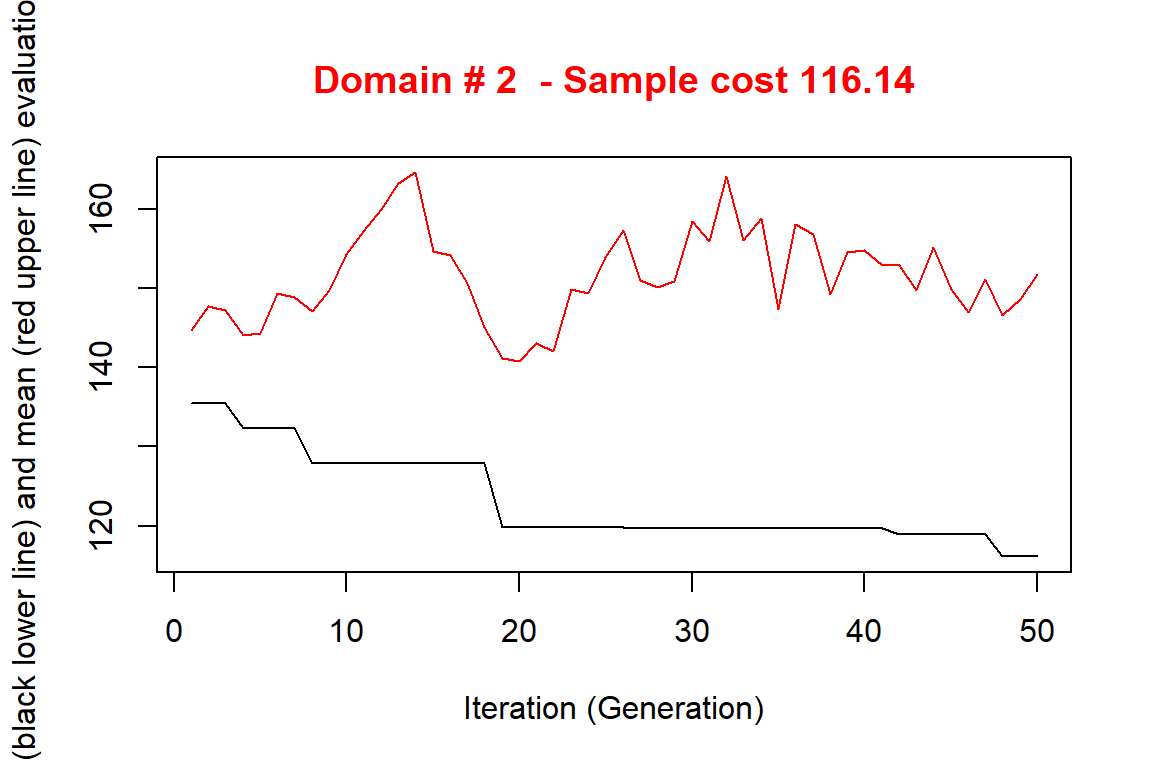 Domain # 2  - Sample cost 116.14
(black lower line) and mean (red upper line) evaluatio
160
140
120
0 10 20 30 40 50
Iteration (Generation)